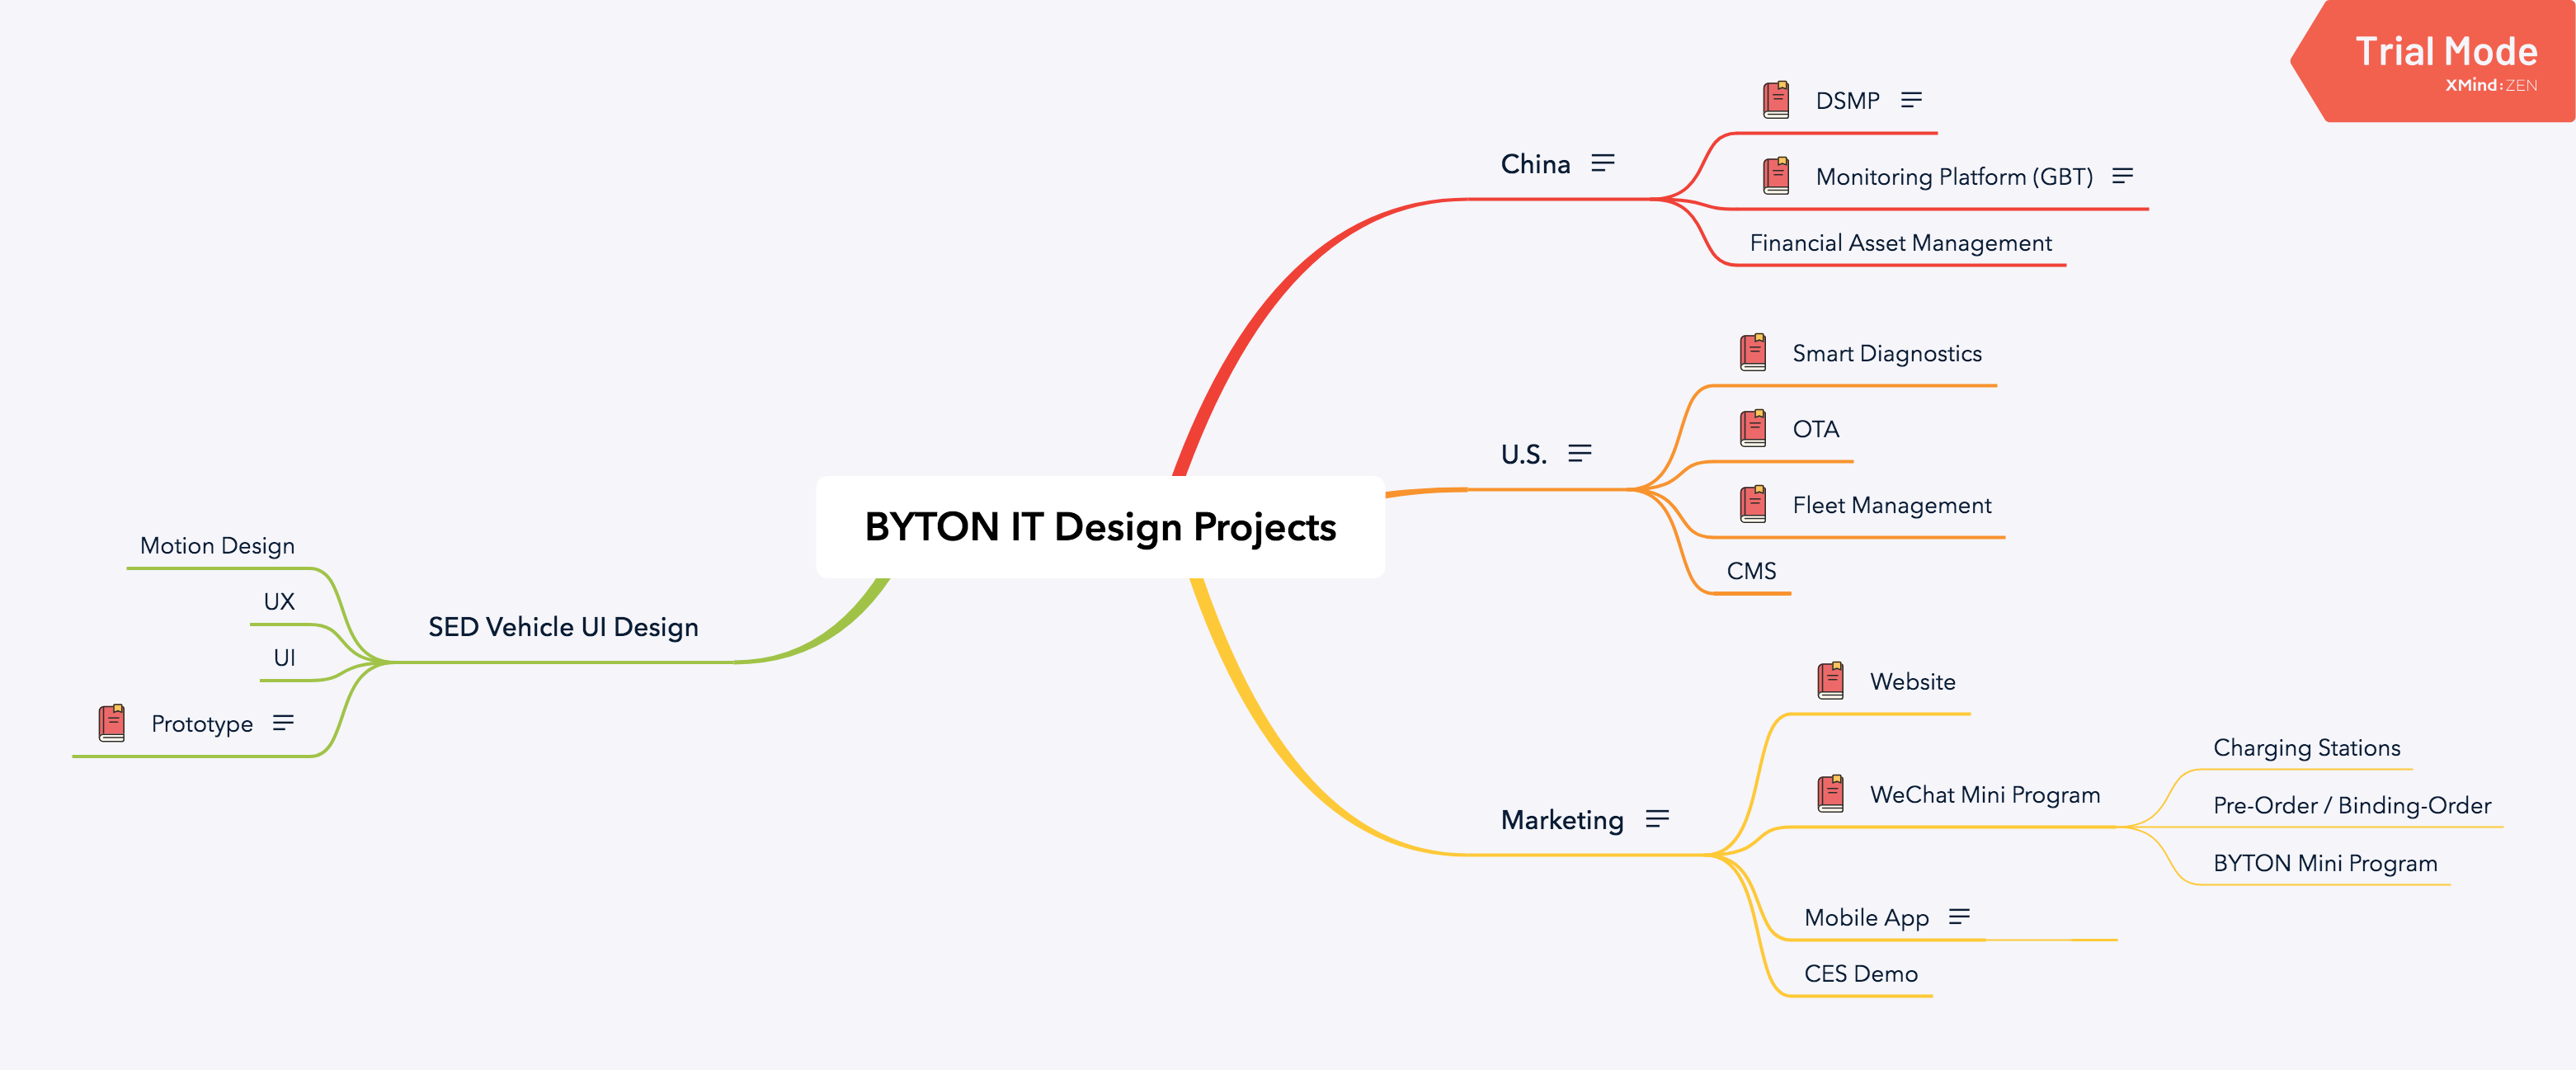 Trial Mode
XMind:ZEN
BYTON IT Design Projects
China
DSMP
Monitoring Platform (GBT)
Financial Asset Management
U.S.
Smart Diagnostics
OTA
Fleet Management
CMS
Marketing
Website
WeChat Mini Program
Charging Stations
Pre-Order / Binding-Order
BYTON Mini Program
Mobile App
CES Demo
SED Vehicle UI Design
Motion Design
UX
UI
Prototype